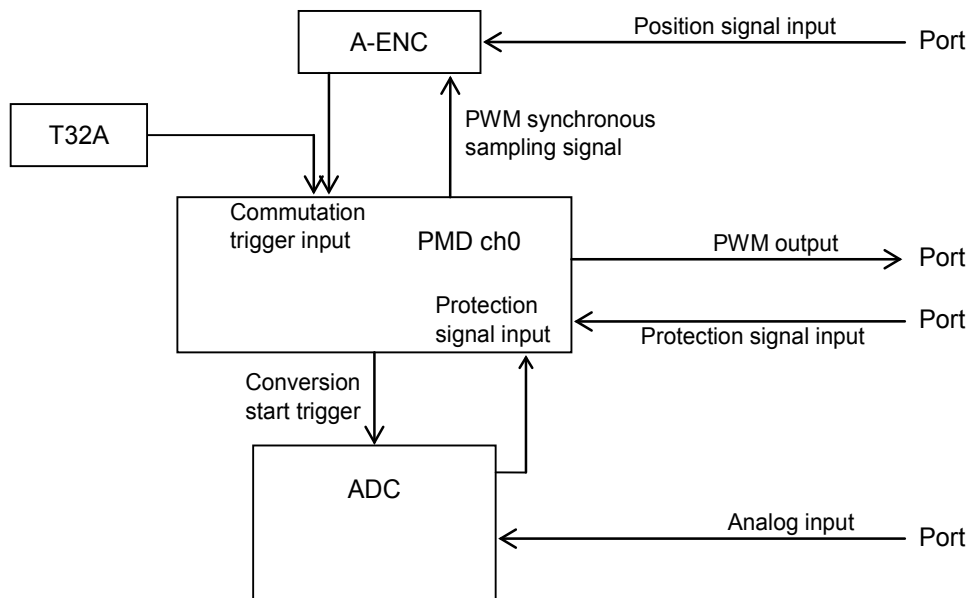 A-ENC
Position signal input
Port
T32A
PWM synchronous
sampling signal
Commutation
trigger input
PMD ch0
PWM output
Port
Protection
signal input
Protection signal input
Port
Conversion
start trigger
ADC
Analog input
Port